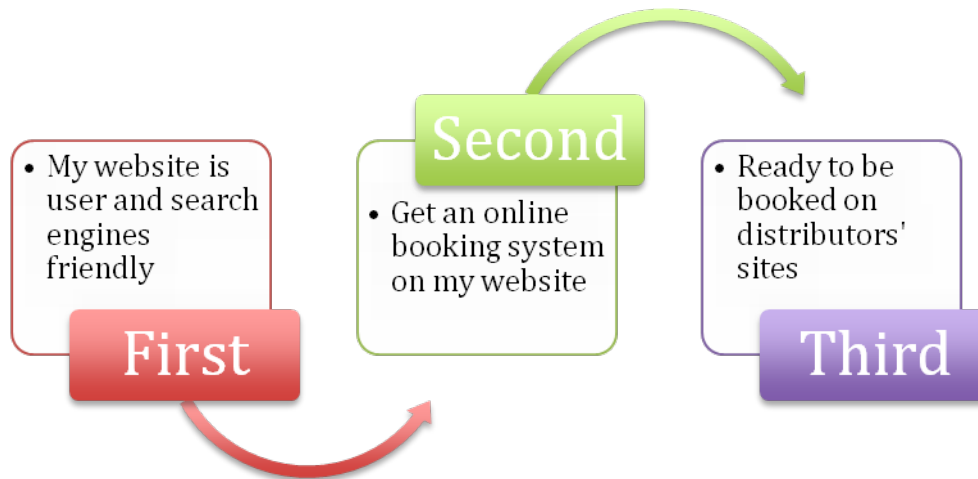 • My website is
user and search
engines
friendly
First
Second
• Get an online
booking system
on my website
• Ready to be
booked on
distributors'
sites
Third